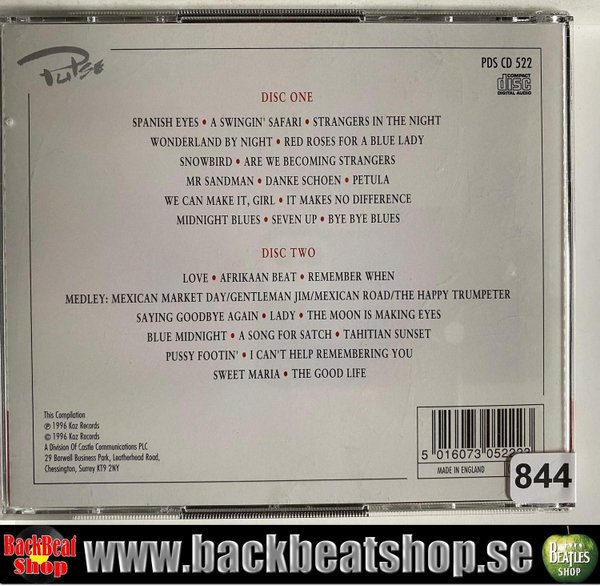 Pulse
PDS CD 522
COMPACT
disc
DIGITAL AUDIO
DISC ONE
SPANISH EYES • A SWINGIN' SAFARI • STRANGERS IN THE NIGHT
WONDERLAND BY NIGHT • RED ROSES FOR A BLUE LADY
SNOWBIRD • ARE WE BECOMING STRANGERS
MR SANDMAN • DANKE SCHOEN • PETULA
WE CAN MAKE IT, GIRL • IT MAKES NO DIFFERENCE
MIDNIGHT BLUES • SEVEN UP • BYE BYE BLUES
DISC TWO
LOVE • AFRIKAAN BEAT • REMEMBER WHEN
MEDLEY: MEXICAN MARKET DAY/GENTLEMAN JIM/MEXICAN ROAD/THE HAPPY TRUMPETER
SAYING GOODBYE AGAIN • LADY • THE MOON IS MAKING EYES
BLUE MIDNIGHT • A SONG FOR SATCH • TAHITIAN SUNSET
PUSSY FOOTIN' • I CAN'T HELP REMEMBERING YOU
SWEET MARIA • THE GOOD LIFE
This Compilation
℗ 1996 Kaz Records
© 1996 Kaz Records
A Division Of Castle Communications PLC
29 Barwell Business Park, Leatherhead Road,
Chessington, Surrey KT9 2NY
5 016073 05222
MADE IN ENGLAND
844
BackBeat
Shop
www.backbeatshop.se
BEATLES
SHOP